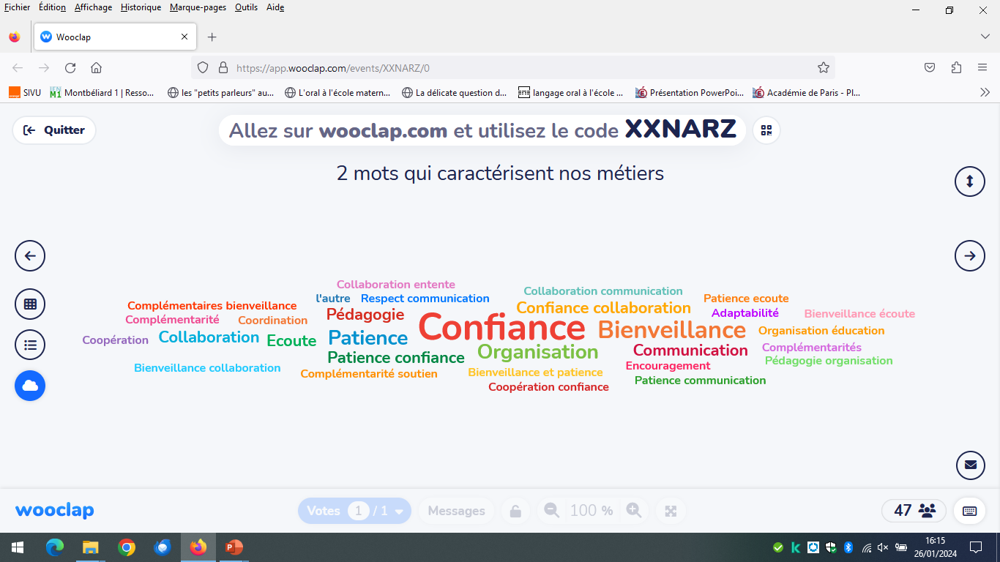 Fichier Édition Affichage Historique Marque-pages Outils Aide
Wooclap
https://app.wooclap.com/events/XXNARZ/0
SIVU
IEN M1 Montbéliard 1 | Resso...
les "petits parleurs" au...
L'oral à l'école matern...
La délicate question d...
langage oral à l'école ...
Présentation PowerPoi...
Académie de Paris - Pl...
Quitter
Allez sur wooclap.com et utilisez le code XXNARZ
2 mots qui caractérisent nos métiers
Collaboration entente
Collaboration communication
l'autre
Respect communication
Patience ecoute
Complémentaires bienveillance
Confiance collaboration
Adaptabilité
Bienveillance écoute
Complémentarité
Coordination
Pédagogie
Confiance
Bienveillance
Organisation éducation
Coopération
Collaboration
Ecoute
Patience
Organisation
Communication
Complémentarités
Patience confiance
Pédagogie organisation
Bienveillance collaboration
Complémentarité soutien
Bienveillance et patience
Encouragement
Coopération confiance
Patience communication
wooclap
Votes 1 / 1
Messages
100 %
47
16:15
26/01/2024